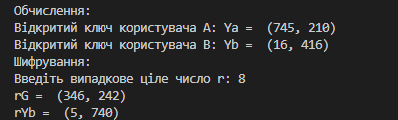 Обчислення:
Відкритий ключ користувача A: Ya =  (745, 210)
Відкритий ключ користувача B: Yb =  (16, 416)
Шифрування:
Введіть випадкове ціле число r: 8
rG =  (346, 242)
rYb =  (5, 740)